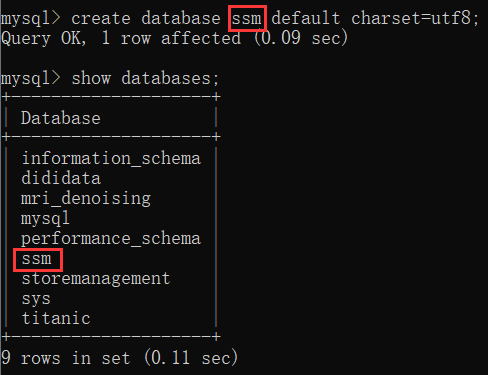 mysql> create database ssm default charset=utf8;
Query OK, 1 row affected (0.09 sec)
mysql> show databases;
+--------------------+
| Database           |
+--------------------+
| information_schema |
| dididata           |
| mri_denoising      |
| mysql              |
| performance_schema |
| ssm                |
| storemanagement    |
| sys                |
| titanic            |
+--------------------+
9 rows in set (0.11 sec)